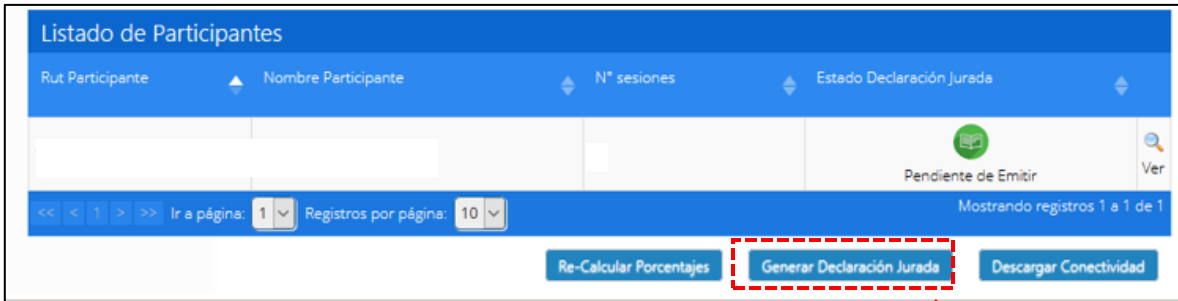 Listado de Participantes
Rut Participante Nombre Participante N° sesiones Estado Declaración Jurada
Pendiente de Emitir Ver
<< < 1 > >> Ir a página: 1 Registros por página: 10 Mostrando registros 1 a 1 de 1
Re-Calcular Porcentajes Generar Declaración Jurada Descargar Conectividad